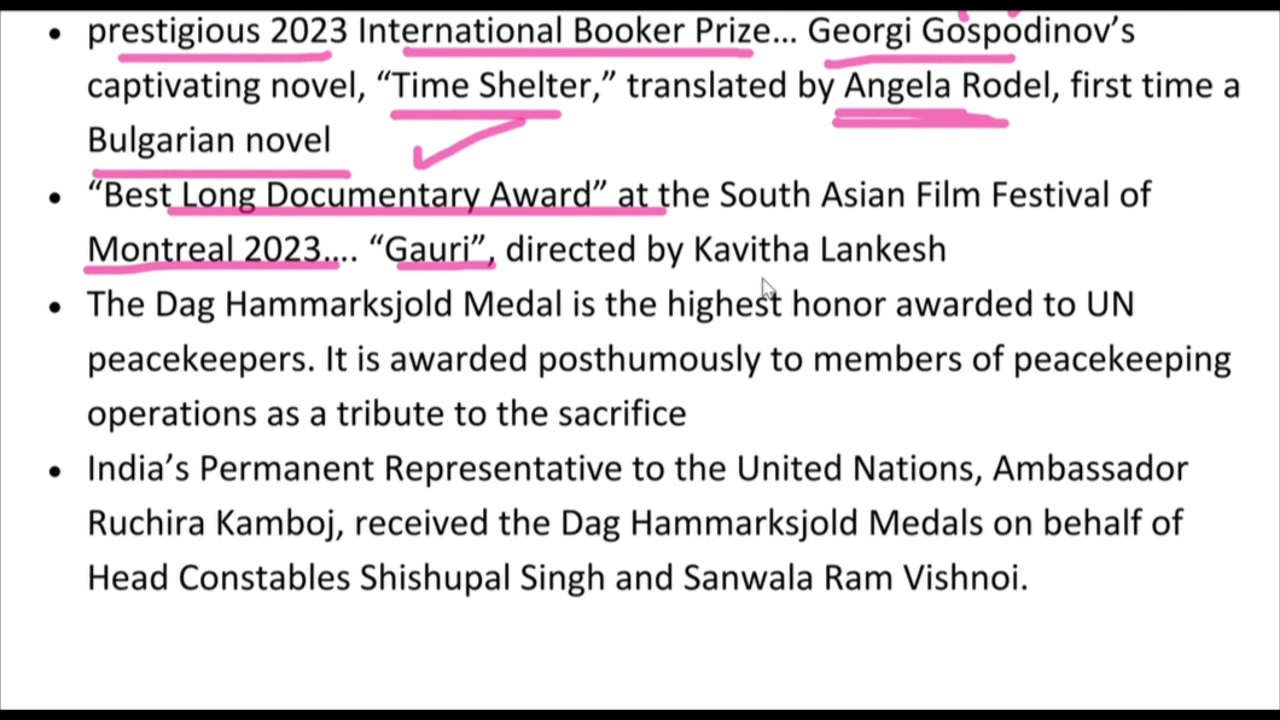 • prestigious 2023 International Booker Prize... Georgi Gospodinov’s
captivating novel, “Time Shelter,” translated by Angela Rodel, first time a
Bulgarian novel
• “Best Long Documentary Award” at the South Asian Film Festival of
Montreal 2023.... “Gauri”, directed by Kavitha Lankesh
• The Dag Hammarksjold Medal is the highest honor awarded to UN
peacekeepers. It is awarded posthumously to members of peacekeeping
operations as a tribute to the sacrifice
• India’s Permanent Representative to the United Nations, Ambassador
Ruchira Kamboj, received the Dag Hammarksjold Medals on behalf of
Head Constables Shishupal Singh and Sanwala Ram Vishnoi.